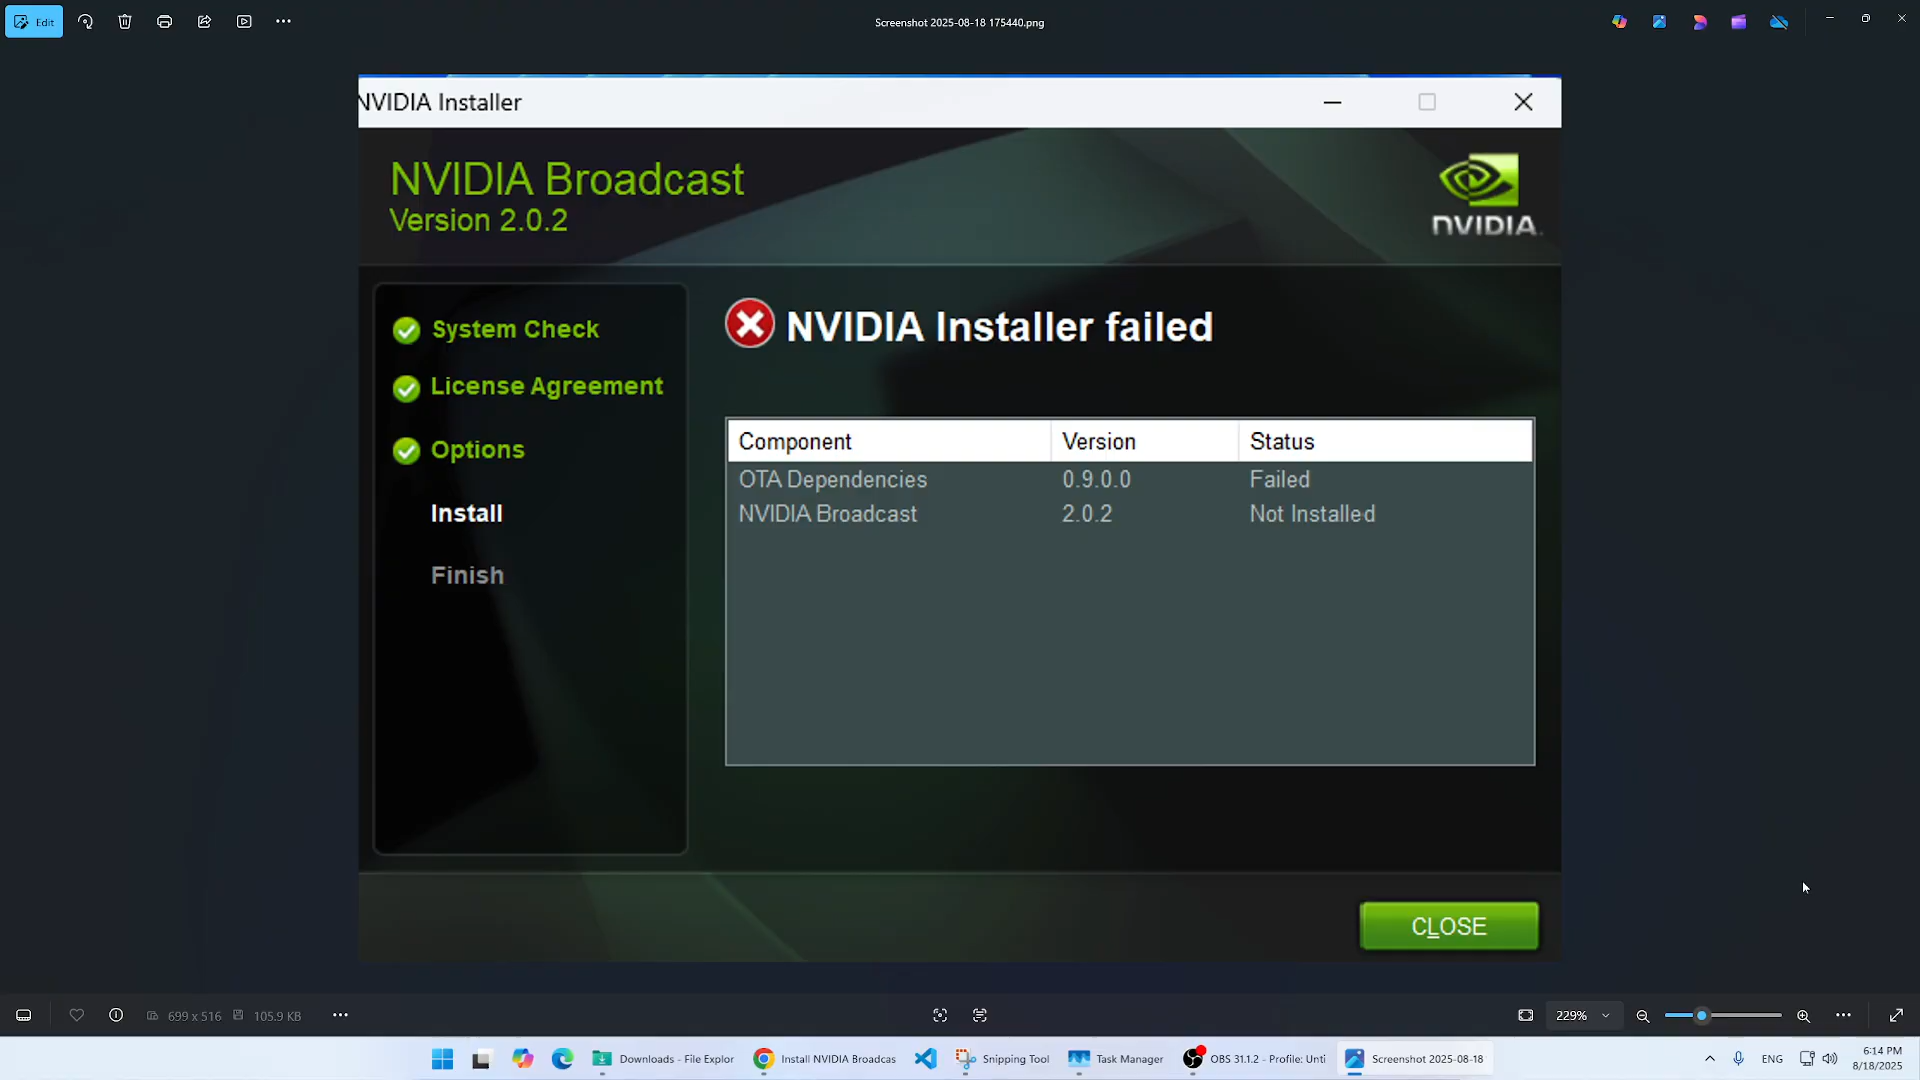 Edit
Screenshot 2025-08-18 175440.png
NVIDIA Installer
NVIDIA Broadcast
Version 2.0.2
NVIDIA.
System Check
License Agreement
Options
Install
Finish
NVIDIA Installer failed
Component Version Status
OTA Dependencies 0.9.0.0 Failed
NVIDIA Broadcast 2.0.2 Not Installed
CLOSE
699 x 516 105.9 KB
229%
Downloads - File Explor
Install NVIDIA Broadcas
Snipping Tool
Task Manager
OBS 31.1.2 - Profile: Unti
Screenshot 2025-08-18
ENG
6:14 PM
8/18/2025